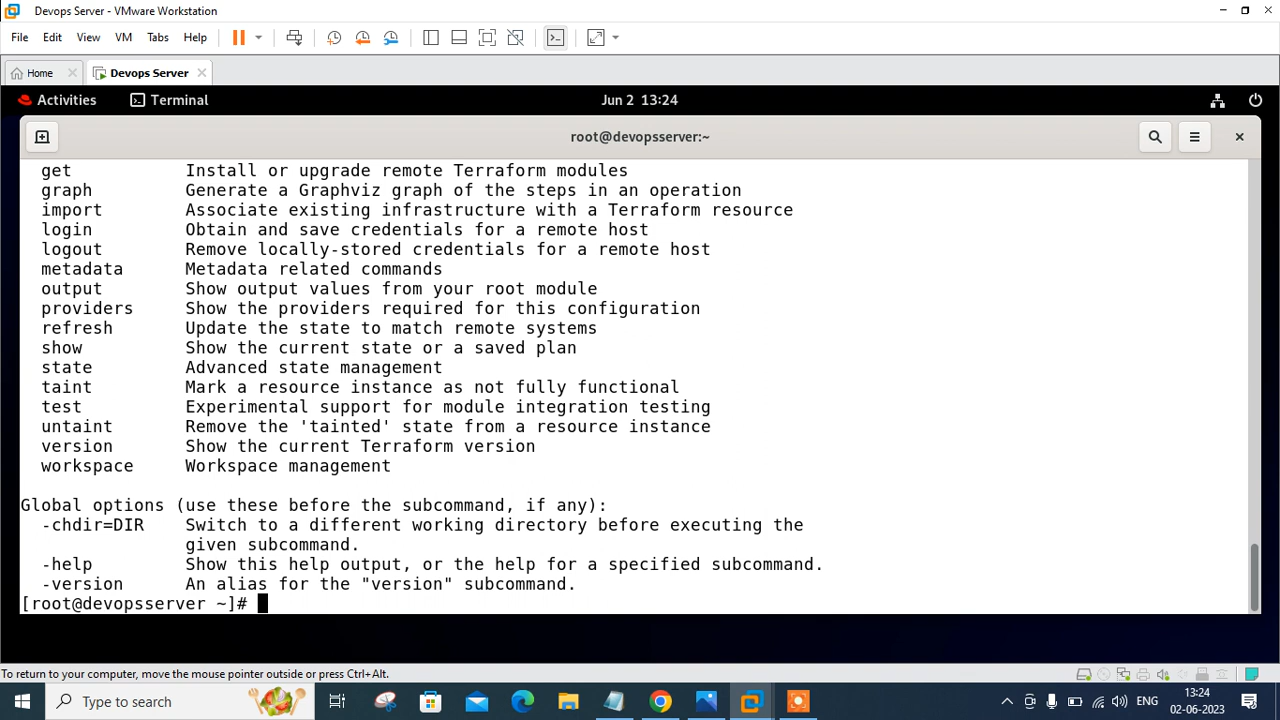 Devops Server - VMware Workstation
File Edit View VM Tabs Help
Home Devops Server
Activities Terminal Jun 2 13:24
root@devopsserver:~
get Install or upgrade remote Terraform modules
graph Generate a Graphviz graph of the steps in an operation
import Associate existing infrastructure with a Terraform resource
login Obtain and save credentials for a remote host
logout Remove locally-stored credentials for a remote host
metadata Metadata related commands
output Show output values from your root module
providers Show the providers required for this configuration
refresh Update the state to match remote systems
show Show the current state or a saved plan
state Advanced state management
taint Mark a resource instance as not fully functional
test Experimental support for module integration testing
untaint Remove the 'tainted' state from a resource instance
version Show the current Terraform version
workspace Workspace management
Global options (use these before the subcommand, if any):
-chdir=DIR Switch to a different working directory before executing the
given subcommand.
-help Show this help output, or the help for a specified subcommand.
-version An alias for the "version" subcommand.
[root@devopsserver ~]#
To return to your computer, move the mouse pointer outside or press Ctrl+Alt.
Type to search
ENG
13:24
02-06-2023